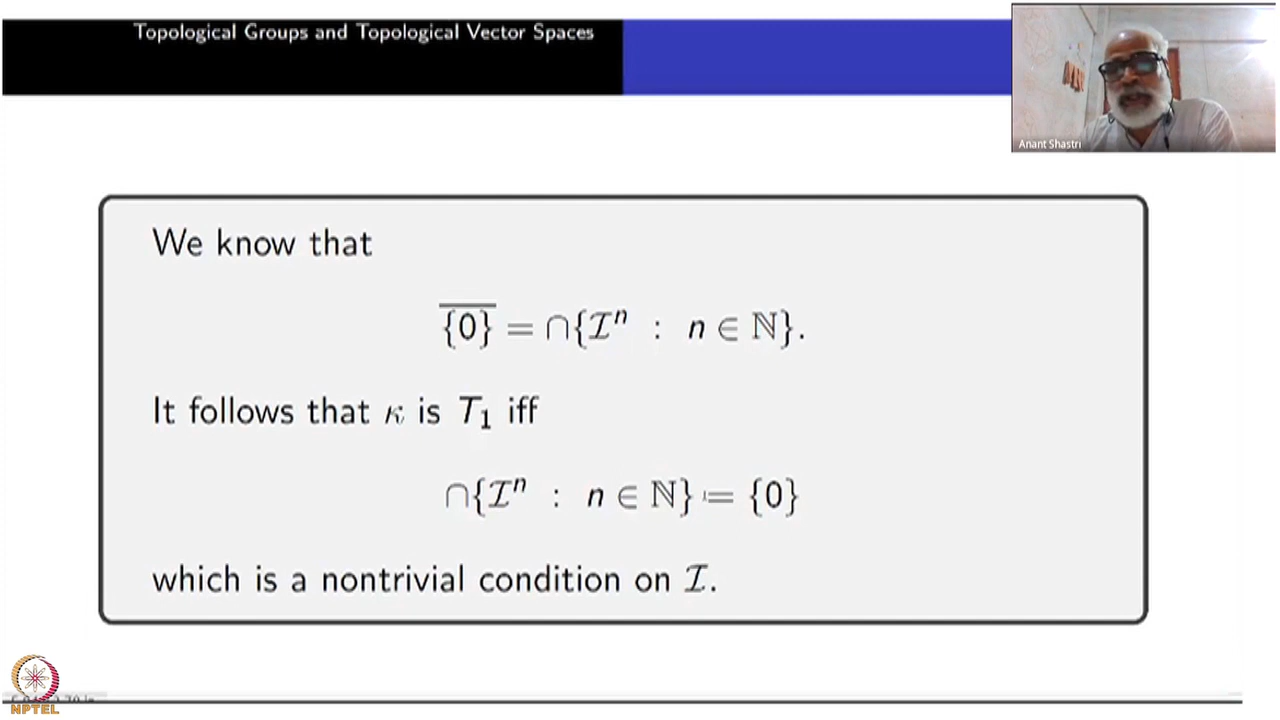 Topological Groups and Topological Vector Spaces
Anant Shastri
We know that
$\overline{\{0\}} = \cap\{\mathcal{I}^n : n \in \mathbb{N}\}.$
It follows that κ is $T_1$ iff
$\cap\{\mathcal{I}^n : n \in \mathbb{N}\} = \{0\}$
which is a nontrivial condition on $\mathcal{I}$.
NPTEL